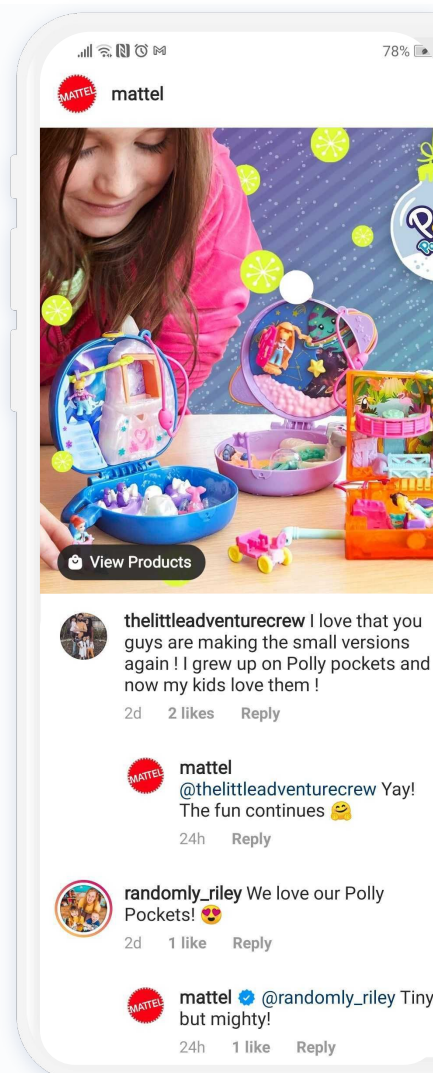 78%
MATTEL
mattel
View Products
thelittleadventurecrew I love that you
guys are making the small versions
again ! I grew up on Polly pockets and
now my kids love them !
2d 2 likes Reply
MATTEL
mattel
@thelittleadventurecrew Yay!
The fun continues 🤗
24h Reply
randomly_riley We love our Polly
Pockets! 😍
2d 1 like Reply
MATTEL
mattel @randomly_riley Tiny
but mighty!
24h 1 like Reply